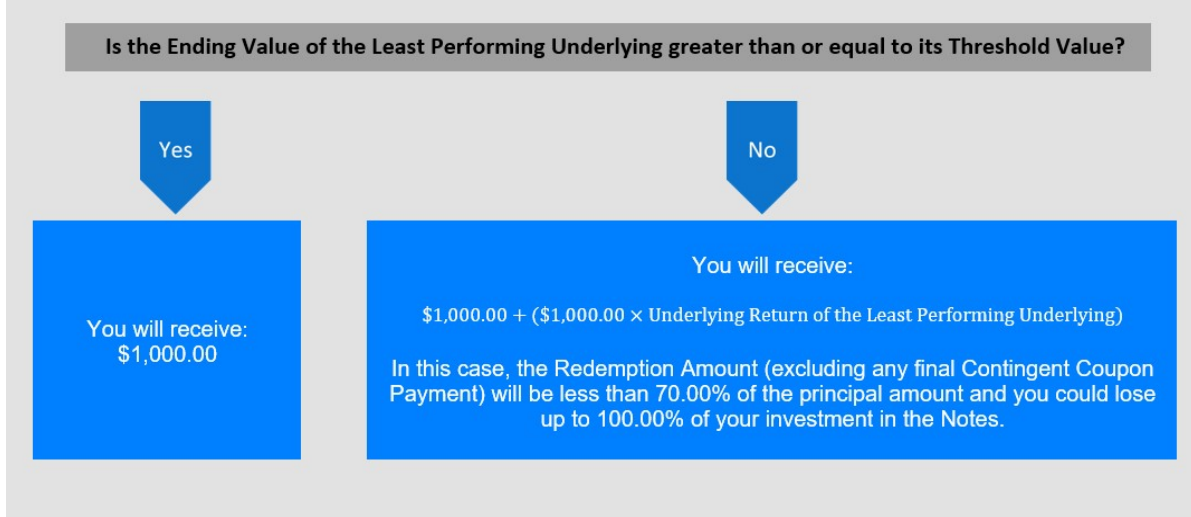 Is the Ending Value of the Least Performing Underlying greater than or equal to its Threshold Value?
Yes
No
You will receive:
$1,000.00
You will receive:
$1,000.00 + ($1,000.00 × Underlying Return of the Least Performing Underlying)
In this case, the Redemption Amount (excluding any final Contingent Coupon
Payment) will be less than 70.00% of the principal amount and you could lose
up to 100.00% of your investment in the Notes.